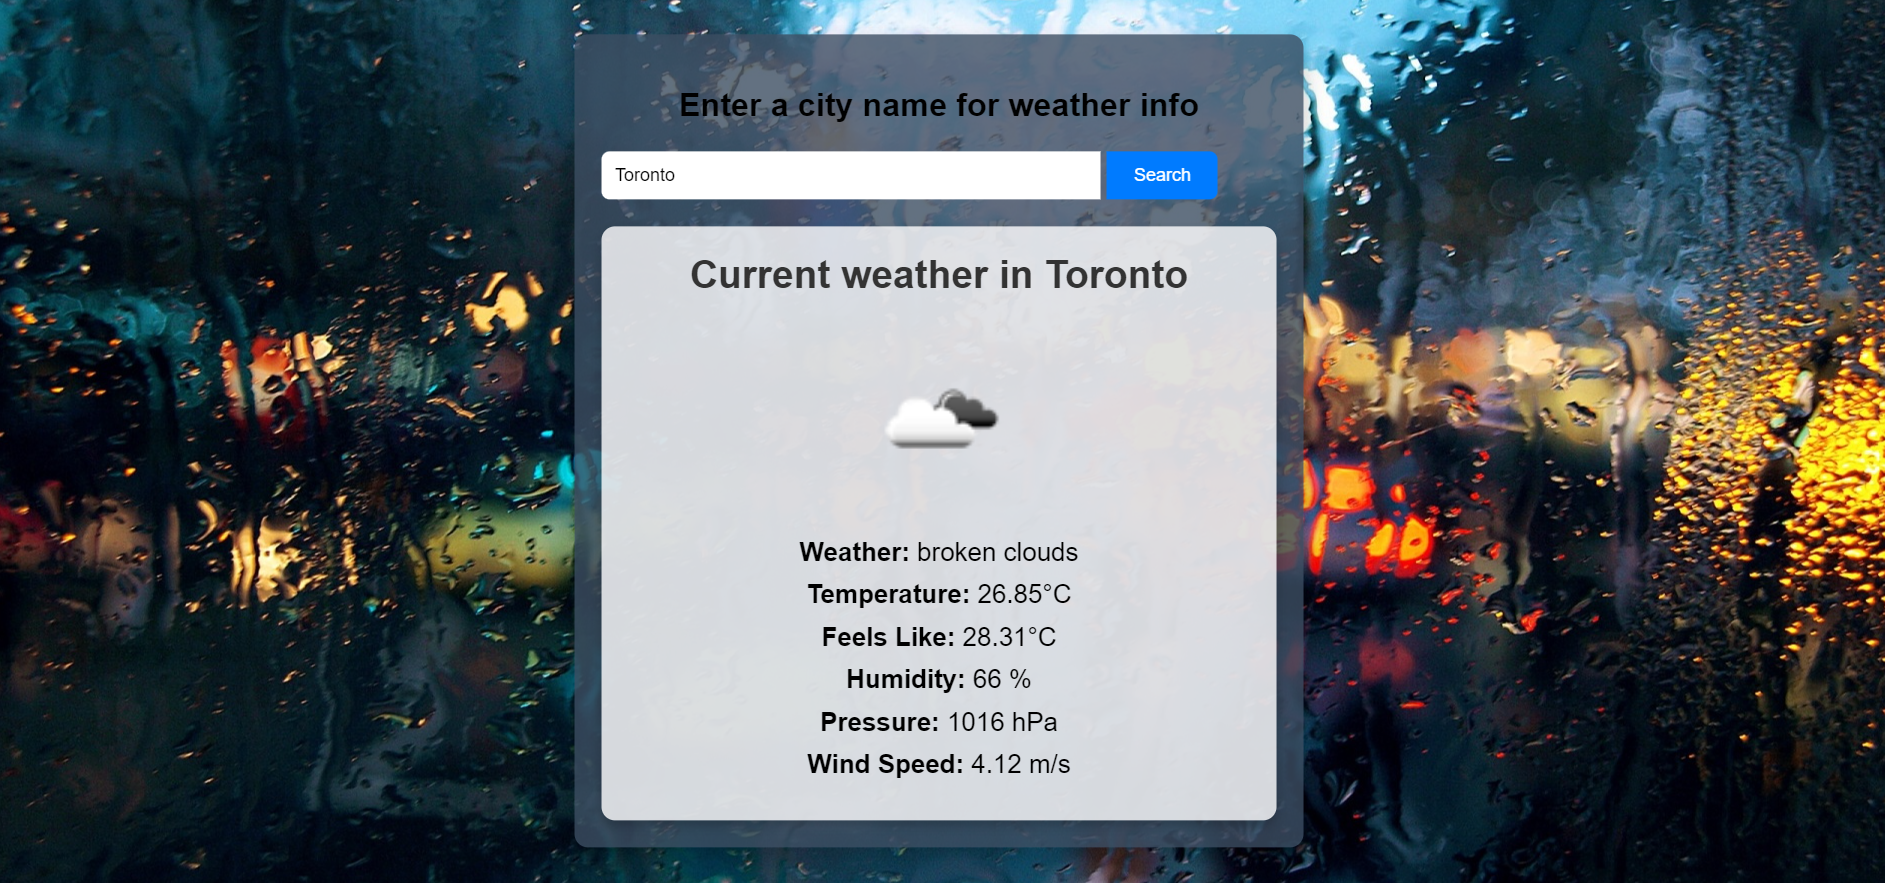 Enter a city name for weather info
Toronto
Search
Current weather in Toronto
Weather: broken clouds
Temperature: 26.85°C
Feels Like: 28.31°C
Humidity: 66 %
Pressure: 1016 hPa
Wind Speed: 4.12 m/s